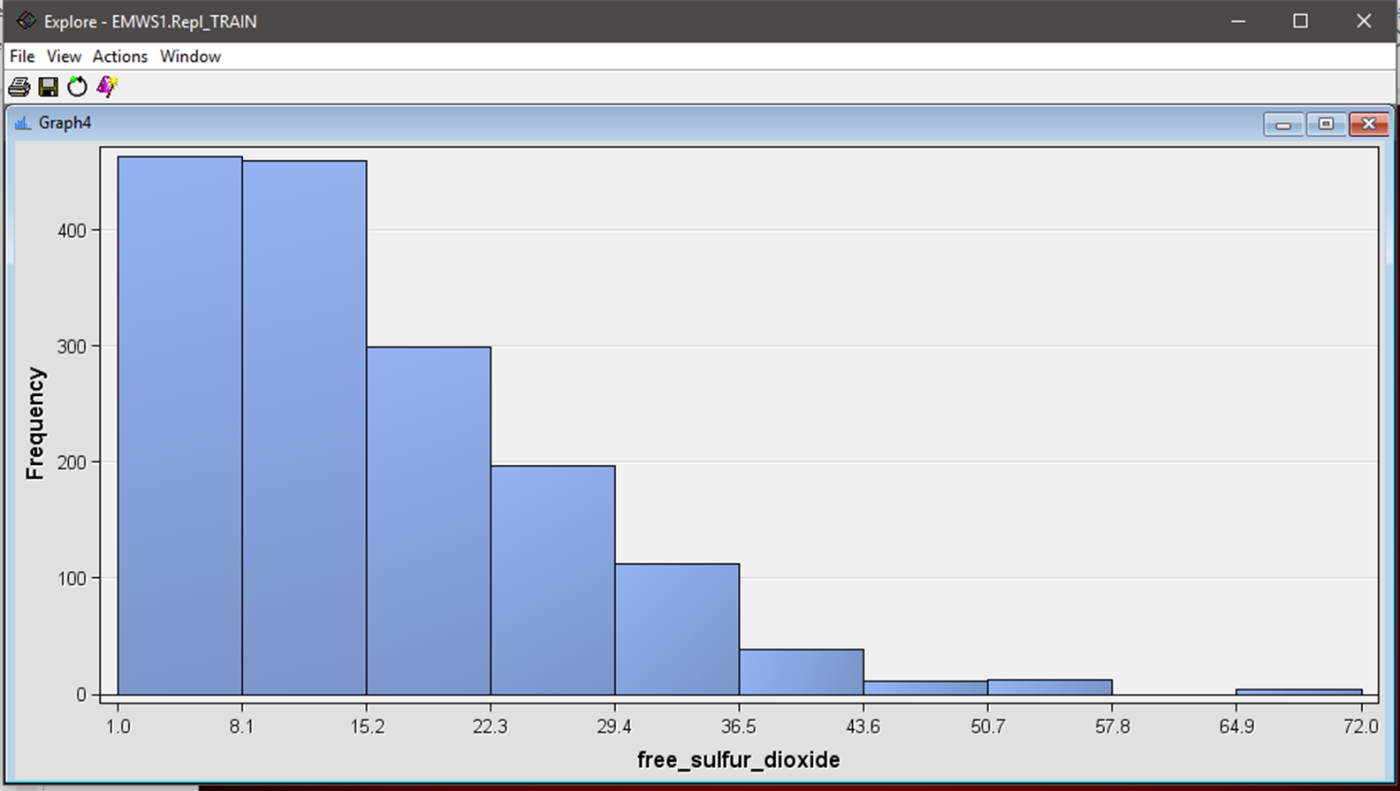 Explore - EMWS1.Repl_TRAIN
File View Actions Window
Graph4
400
300
200
100
0
Frequency
1.0 8.1 15.2 22.3 29.4 36.5 43.6 50.7 57.8 64.9 72.0
free_sulfur_dioxide